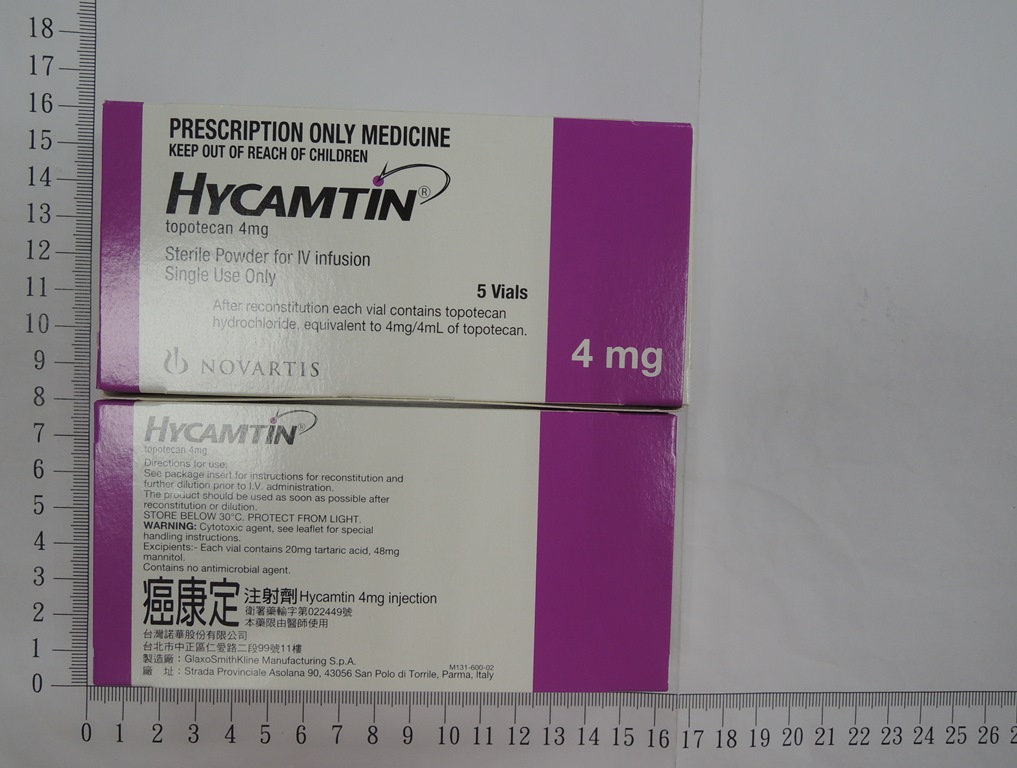 PRESCRIPTION ONLY MEDICINE
KEEP OUT OF REACH OF CHILDREN
HYCAMTIN®
topotecan 4mg
Sterile Powder for IV infusion
Single Use Only
5 Vials
After reconstitution each vial contains topotecan
hydrochloride, equivalent to 4mg/4mL of topotecan.
NOVARTIS
4 mg
HYCAMTIN®
topotecan 4mg
Directions for use:
See package insert for instructions for reconstitution and
further dilution prior to I.V. administration.
The product should be used as soon as possible after
reconstitution or dilution.
STORE BELOW 30°C. PROTECT FROM LIGHT.
WARNING: Cytotoxic agent, see leaflet for special
handling instructions.
Excipients:- Each vial contains 20mg tartaric acid, 48mg
mannitol.
Contains no antimicrobial agent.
癌康定 注射劑 Hycamtin 4mg injection
衛署藥輸字第022449號
本藥限由醫師使用
台灣諾華股份有限公司
台北市中正區仁愛路二段99號11樓
製造廠：GlaxoSmithKline Manufacturing S.p.A.
廠 址：Strada Provinciale Asolana 90, 43056 San Polo di Torrile, Parma, Italy
M131-600-02
18
17
16
15
14
13
12
11
10
9
8
7
6
5
4
3
2
1
0
0 1 2 3 4 5 6 7 8 9 10 11 12 13 14 15 16 17 18 19 20 21 22 23 24 25 26